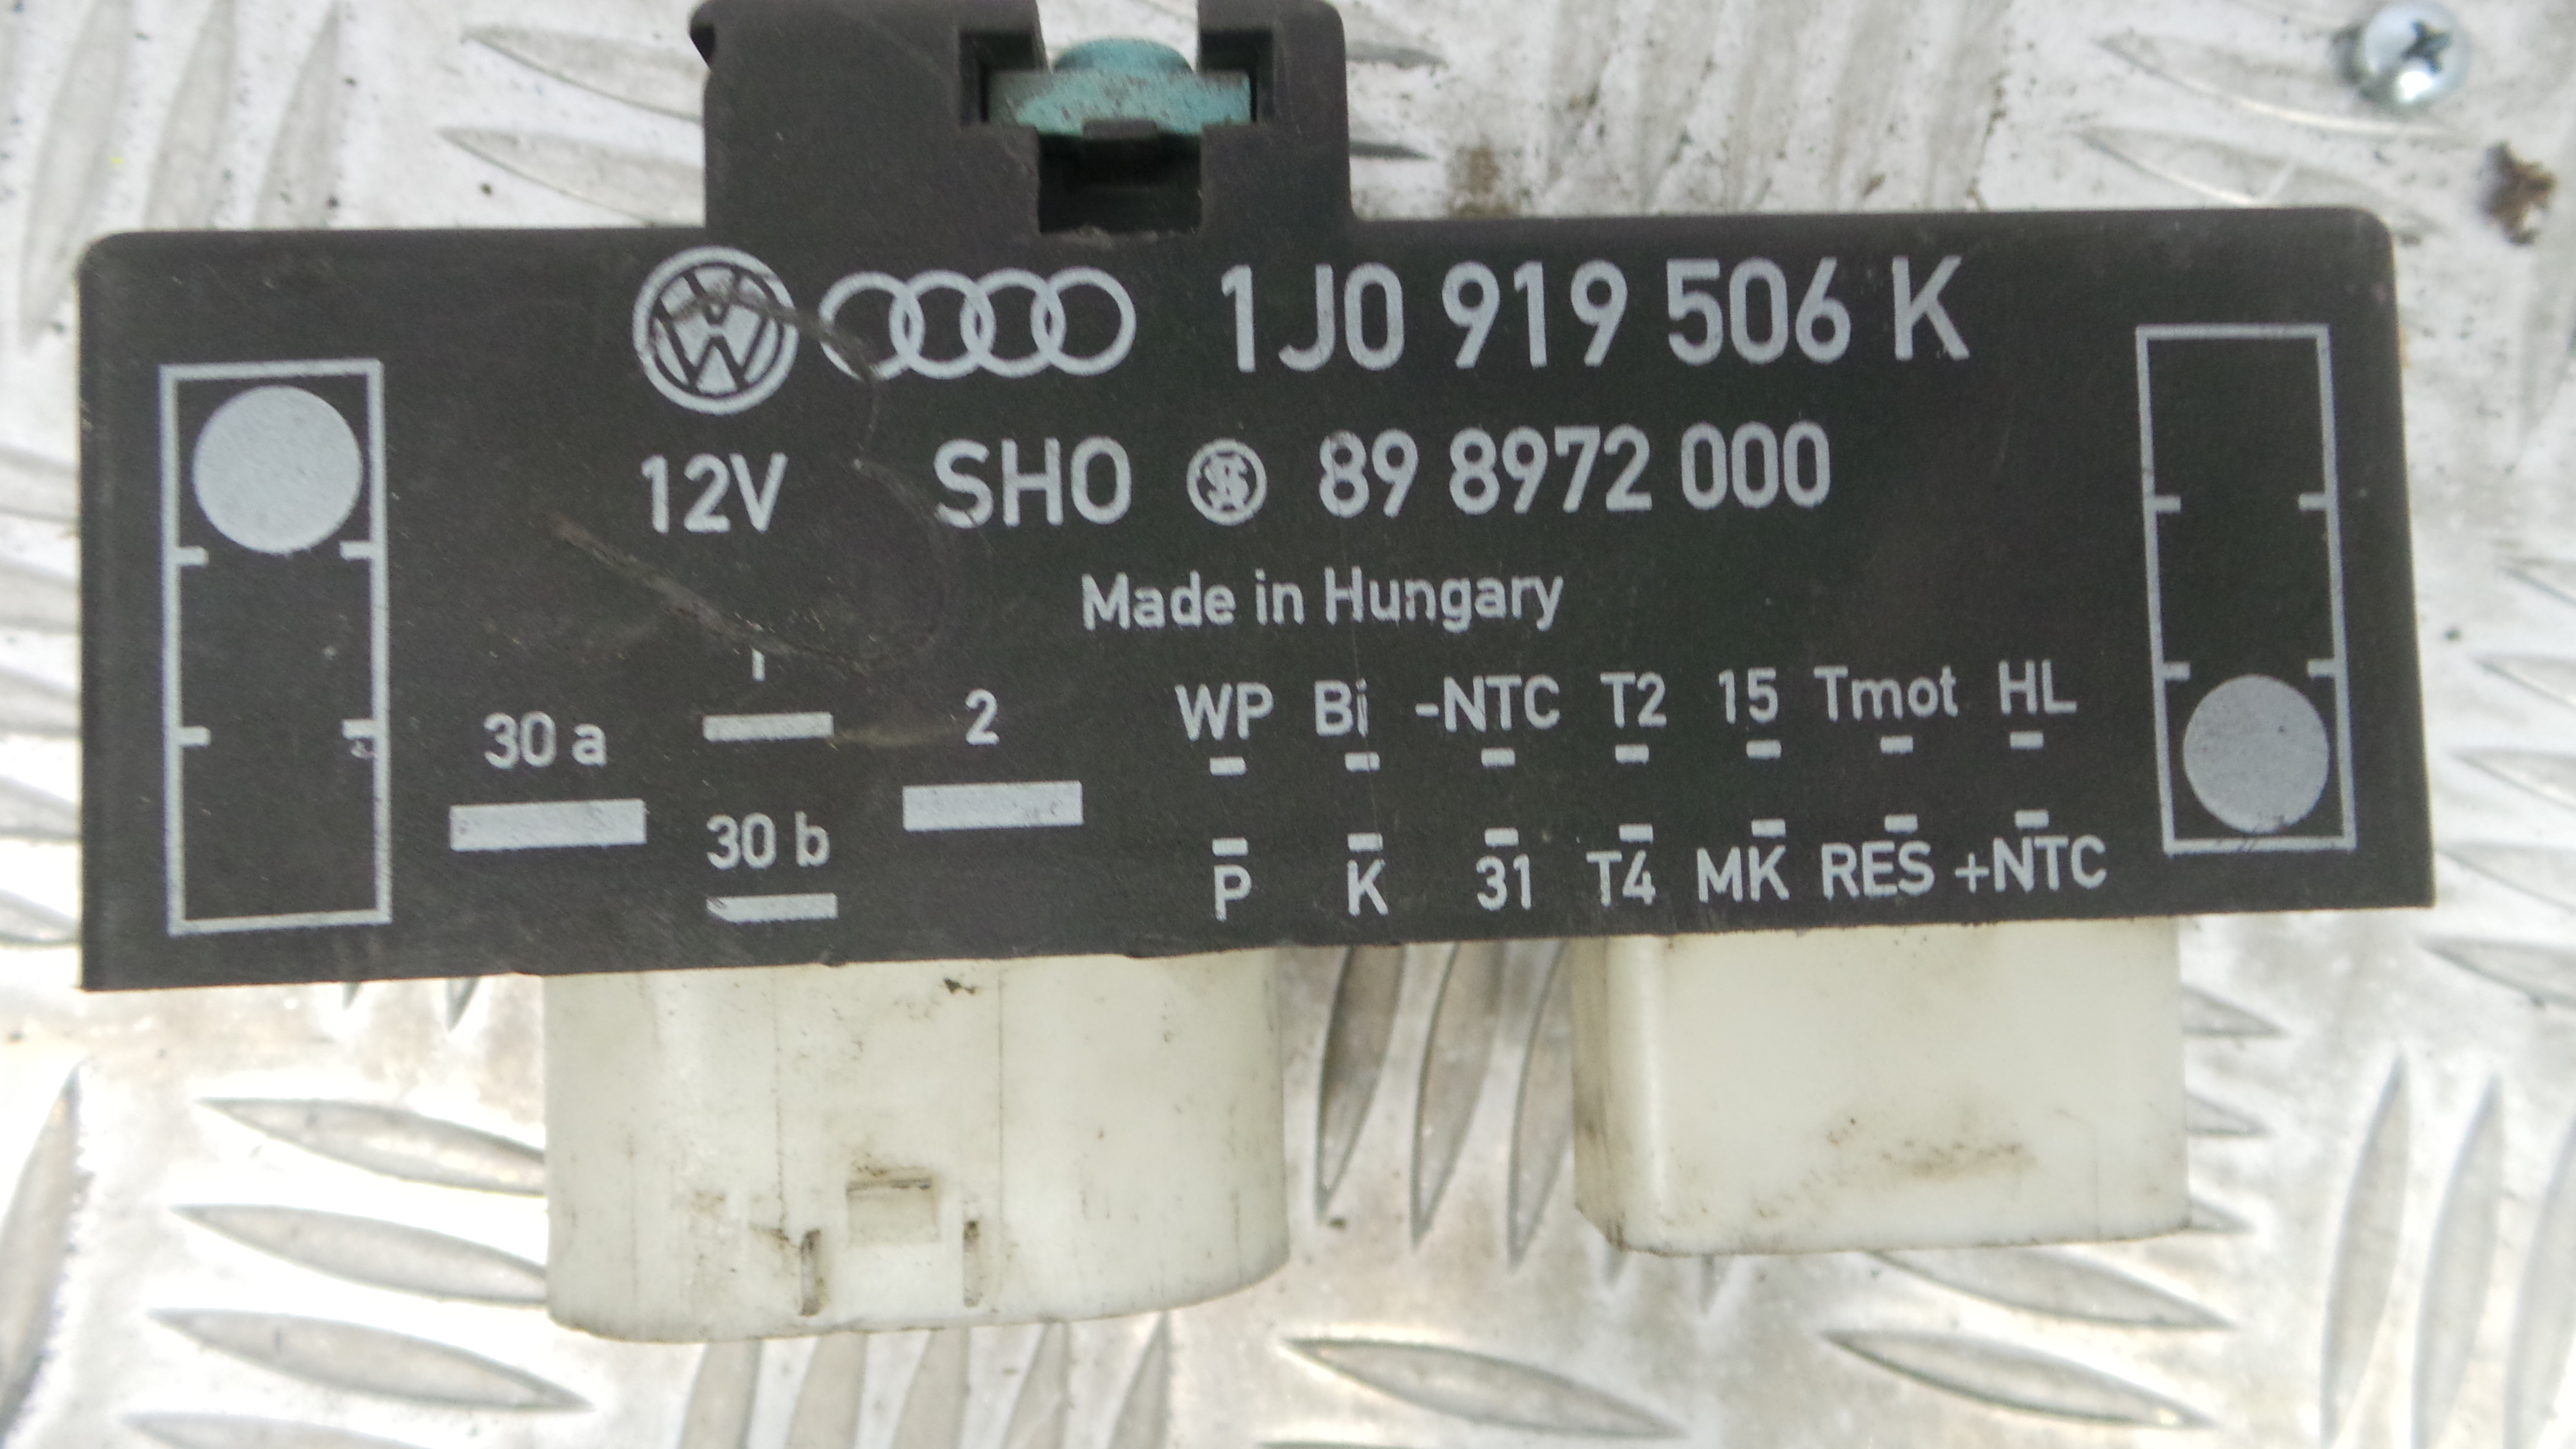 1J0 919 506 K
12V SHO 89 8972 000
Made in Hungary
1
30 a 2 WP Bi -NTC T2 15 Tmot HL
30 b P K 31 T4 MK RES +NTC